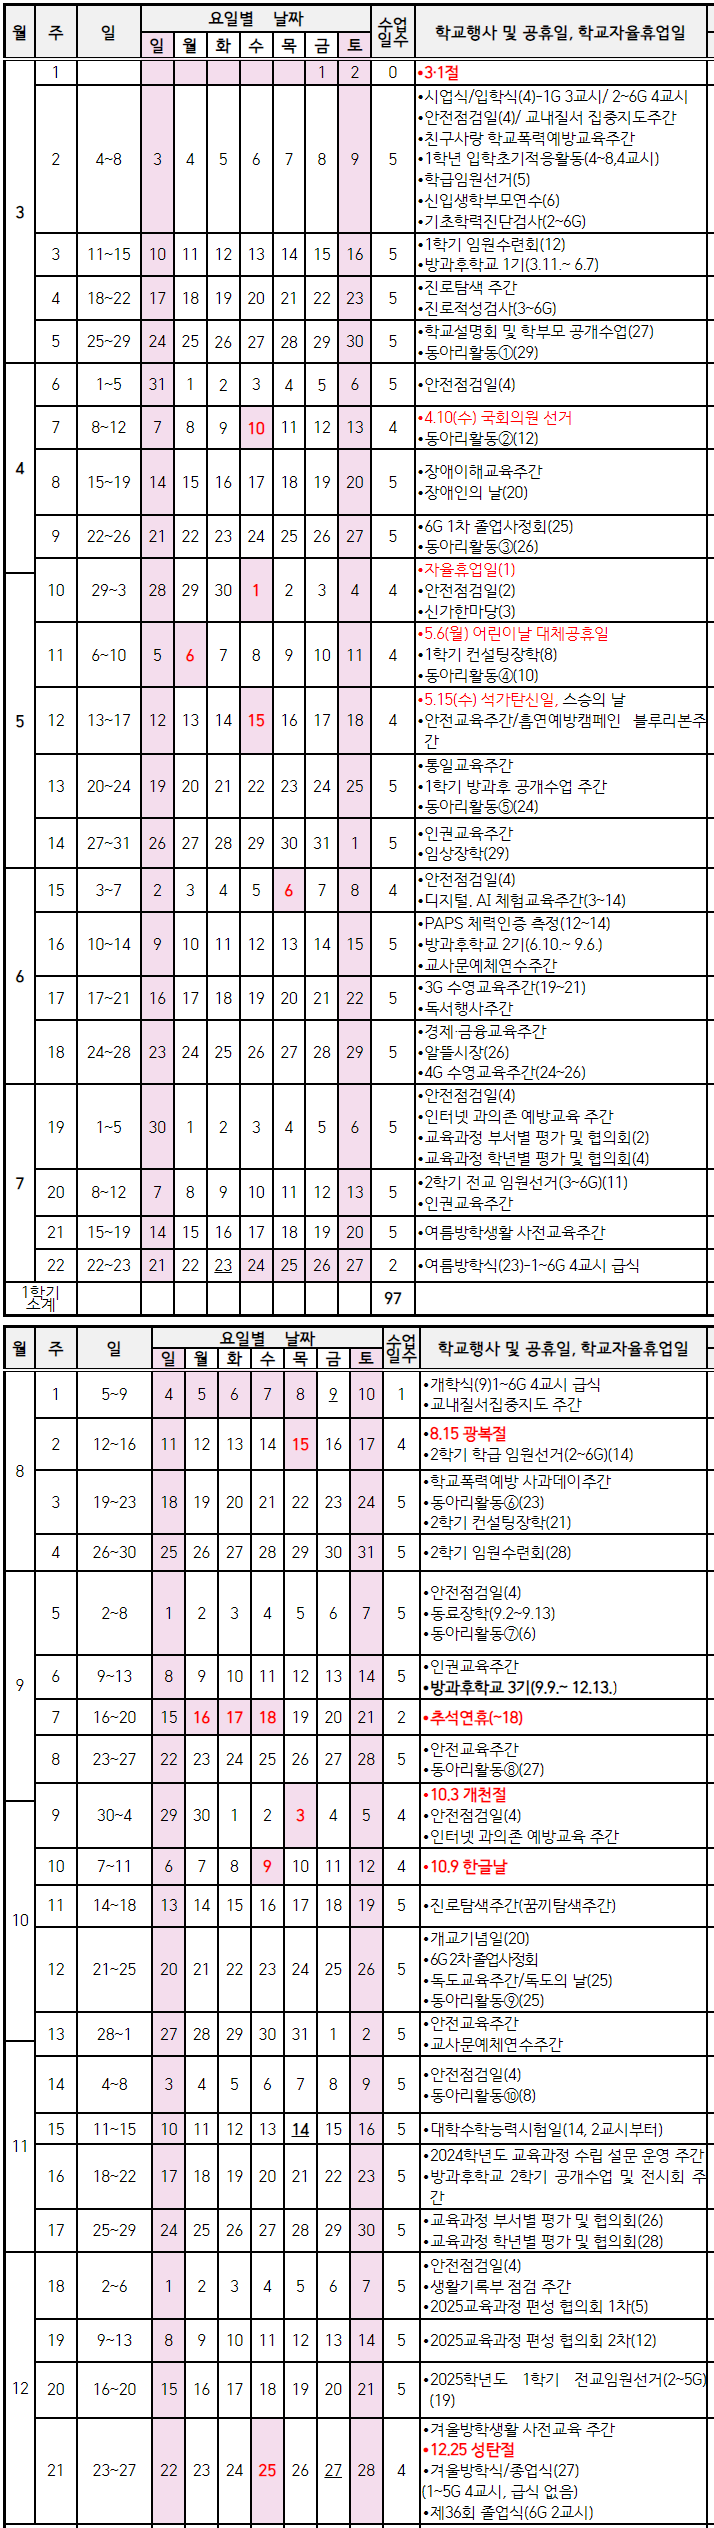 월 주 일 요일별 날짜 수업일수 학교행사 및 공휴일, 학교자율휴업일
일 월 화 수 목 금 토
3
1 1 2 0 •3·1절
2 4~8 3 4 5 6 7 8 9 5
•시업식/입학식(4)-1G 3교시/ 2~6G 4교시
•안전점검일(4)/ 교내질서 집중지도주간
•친구사랑 학교폭력예방교육주간
•1학년 입학초기적응활동(4~8,4교시)
•학급임원선거(5)
•신입생학부모연수(6)
•기초학력진단검사(2~6G)
3 11~15 10 11 12 13 14 15 16 5
•1학기 임원수련회(12)
•방과후학교 1기(3.11.~ 6.7)
4 18~22 17 18 19 20 21 22 23 5
•진로탐색 주간
•진로적성검사(3~6G)
5 25~29 24 25 26 27 28 29 30 5
•학교설명회 및 학부모 공개수업(27)
•동아리활동①(29)
4
6 1~5 31 1 2 3 4 5 6 5 •안전점검일(4)
7 8~12 7 8 9 10 11 12 13 4
•4.10(수) 국회의원 선거
•동아리활동②(12)
8 15~19 14 15 16 17 18 19 20 5
•장애이해교육주간
•장애인의 날(20)
9 22~26 21 22 23 24 25 26 27 5
•6G 1차 졸업사정회(25)
•동아리활동③(26)
5
10 29~3 28 29 30 1 2 3 4 4
•자율휴업일(1)
•안전점검일(2)
•신가한마당(3)
11 6~10 5 6 7 8 9 10 11 4
•5.6(월) 어린이날 대체공휴일
•1학기 컨설팅장학(8)
•동아리활동④(10)
12 13~17 12 13 14 15 16 17 18 4
•5.15(수) 석가탄신일, 스승의 날
•안전교육주간/흡연예방캠페인 블루리본주
간
13 20~24 19 20 21 22 23 24 25 5
•통일교육주간
•1학기 방과후 공개수업 주간
•동아리활동⑤(24)
14 27~31 26 27 28 29 30 31 1 5
•인권교육주간
•임상장학(29)
6
15 3~7 2 3 4 5 6 7 8 4
•안전점검일(4)
•디지털. AI 체험교육주간(3~14)
16 10~14 9 10 11 12 13 14 15 5
•PAPS 체력인증 측정(12~14)
•방과후학교 2기(6.10.~ 9.6.)
•교사문예체연수주간
17 17~21 16 17 18 19 20 21 22 5
•3G 수영교육주간(19~21)
•독서행사주간
18 24~28 23 24 25 26 27 28 29 5
•경제·금융교육주간
•알뜰시장(26)
•4G 수영교육주간(24~26)
7
19 1~5 30 1 2 3 4 5 6 5
•안전점검일(4)
•인터넷 과의존 예방교육 주간
•교육과정 부서별 평가 및 협의회(2)
•교육과정 학년별 평가 및 협의회(4)
20 8~12 7 8 9 10 11 12 13 5
•2학기 전교 임원선거(3~6G)(11)
•인권교육주간
21 15~19 14 15 16 17 18 19 20 5 •여름방학생활 사전교육주간
22 22~23 21 22 23 24 25 26 27 2 •여름방학식(23)-1~6G 4교시 급식
1학기
소계 97
월 주 일 요일별 날짜 수업일수 학교행사 및 공휴일, 학교자율휴업일
일 월 화 수 목 금 토
8
1 5~9 4 5 6 7 8 9 10 1
•개학식(9)1~6G 4교시 급식
•교내질서집중지도 주간
2 12~16 11 12 13 14 15 16 17 4
•8.15 광복절
•2학기 학급 임원선거(2~6G)(14)
3 19~23 18 19 20 21 22 23 24 5
•학교폭력예방 사과데이주간
•동아리활동⑥(23)
•2학기 컨설팅장학(21)
4 26~30 25 26 27 28 29 30 31 5 •2학기 임원수련회(28)
9
5 2~8 1 2 3 4 5 6 7 5
•안전점검일(4)
•동료장학(9.2~9.13)
•동아리활동⑦(6)
6 9~13 8 9 10 11 12 13 14 5
•인권교육주간
•방과후학교 3기(9.9.~ 12.13.)
7 16~20 15 16 17 18 19 20 21 2 •추석연휴(~18)
8 23~27 22 23 24 25 26 27 28 5
•안전교육주간
•동아리활동⑧(27)
10
9 30~4 29 30 1 2 3 4 5 4
•10.3 개천절
•안전점검일(4)
•인터넷 과의존 예방교육 주간
10 7~11 6 7 8 9 10 11 12 4 •10.9 한글날
11 14~18 13 14 15 16 17 18 19 5 •진로탐색주간(꿈끼탐색주간)
12 21~25 20 21 22 23 24 25 26 5
•개교기념일(20)
•6G 2차 졸업사정회
•독도교육주간/독도의 날(25)
•동아리활동⑨(25)
13 28~1 27 28 29 30 31 1 2 5
•안전교육주간
•교사문예체연수주간
11
14 4~8 3 4 5 6 7 8 9 5
•안전점검일(4)
•동아리활동⑩(8)
15 11~15 10 11 12 13 14 15 16 5 •대학수학능력시험일(14, 2교시부터)
16 18~22 17 18 19 20 21 22 23 5
•2024학년도 교육과정 수립 설문 운영 주간
•방과후학교 2학기 공개수업 및 전시회 주
간
17 25~29 24 25 26 27 28 29 30 5
•교육과정 부서별 평가 및 협의회(26)
•교육과정 학년별 평가 및 협의회(28)
12
18 2~6 1 2 3 4 5 6 7 5
•안전점검일(4)
•생활기록부 점검 주간
•2025교육과정 편성 협의회 1차(5)
19 9~13 8 9 10 11 12 13 14 5 •2025교육과정 편성 협의회 2차(12)
20 16~20 15 16 17 18 19 20 21 5
•2025학년도 1학기 전교임원선거(2~5G)
(19)
21 23~27 22 23 24 25 26 27 28 4
•겨울방학생활 사전교육 주간
•12.25 성탄절
•겨울방학식/종업식(27)
(1~5G 4교시, 급식 없음)
•제36회 졸업식(6G 2교시)